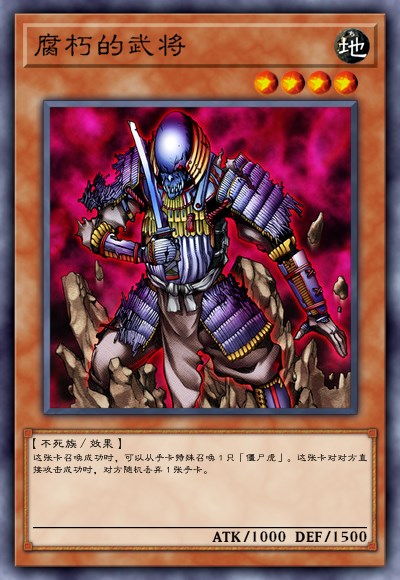 腐朽的武将
地
【不死族/效果】
这张卡召唤成功时，可以从手卡特殊召唤1只「僵尸虎」。这张卡对对方直
接攻击成功时，对方随机丢弃1张手卡。
ATK/1000 DEF/1500